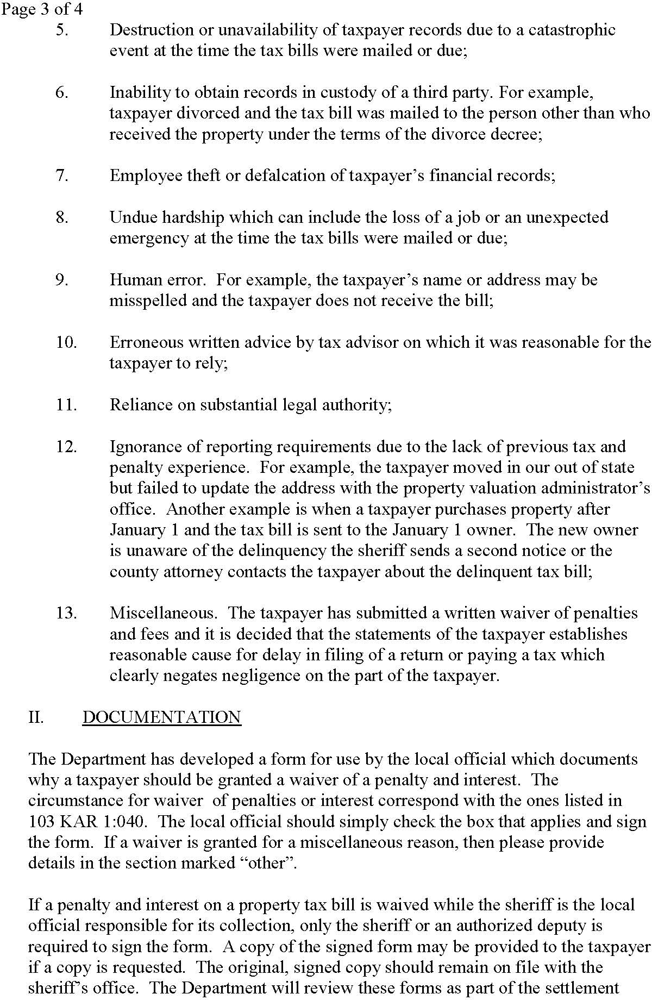 Page 3 of 4
5. Destruction or unavailability of taxpayer records due to a catastrophic
event at the time the tax bills were mailed or due;
6. Inability to obtain records in custody of a third party. For example,
taxpayer divorced and the tax bill was mailed to the person other than who
received the property under the terms of the divorce decree;
7. Employee theft or defalcation of taxpayer’s financial records;
8. Undue hardship which can include the loss of a job or an unexpected
emergency at the time the tax bills were mailed or due;
9. Human error.  For example, the taxpayer’s name or address may be
misspelled and the taxpayer does not receive the bill;
10. Erroneous written advice by tax advisor on which it was reasonable for the
taxpayer to rely;
11. Reliance on substantial legal authority;
12. Ignorance of reporting requirements due to the lack of previous tax and
penalty experience.  For example, the taxpayer moved in our out of state
but failed to update the address with the property valuation administrator’s
office.  Another example is when a taxpayer purchases property after
January 1 and the tax bill is sent to the January 1 owner.  The new owner
is unaware of the delinquency the sheriff sends a second notice or the
county attorney contacts the taxpayer about the delinquent tax bill;
13. Miscellaneous.  The taxpayer has submitted a written waiver of penalties
and fees and it is decided that the statements of the taxpayer establishes
reasonable cause for delay in filing of a return or paying a tax which
clearly negates negligence on the part of the taxpayer.
II. DOCUMENTATION
The Department has developed a form for use by the local official which documents
why a taxpayer should be granted a waiver of a penalty and interest.  The
circumstance for waiver  of penalties or interest correspond with the ones listed in
103 KAR 1:040.  The local official should simply check the box that applies and sign
the form.  If a waiver is granted for a miscellaneous reason, then please provide
details in the section marked “other”.
If a penalty and interest on a property tax bill is waived while the sheriff is the local
official responsible for its collection, only the sheriff or an authorized deputy is
required to sign the form.  A copy of the signed form may be provided to the taxpayer
if a copy is requested.  The original, signed copy should remain on file with the
sheriff’s office.  The Department will review these forms as part of the settlement